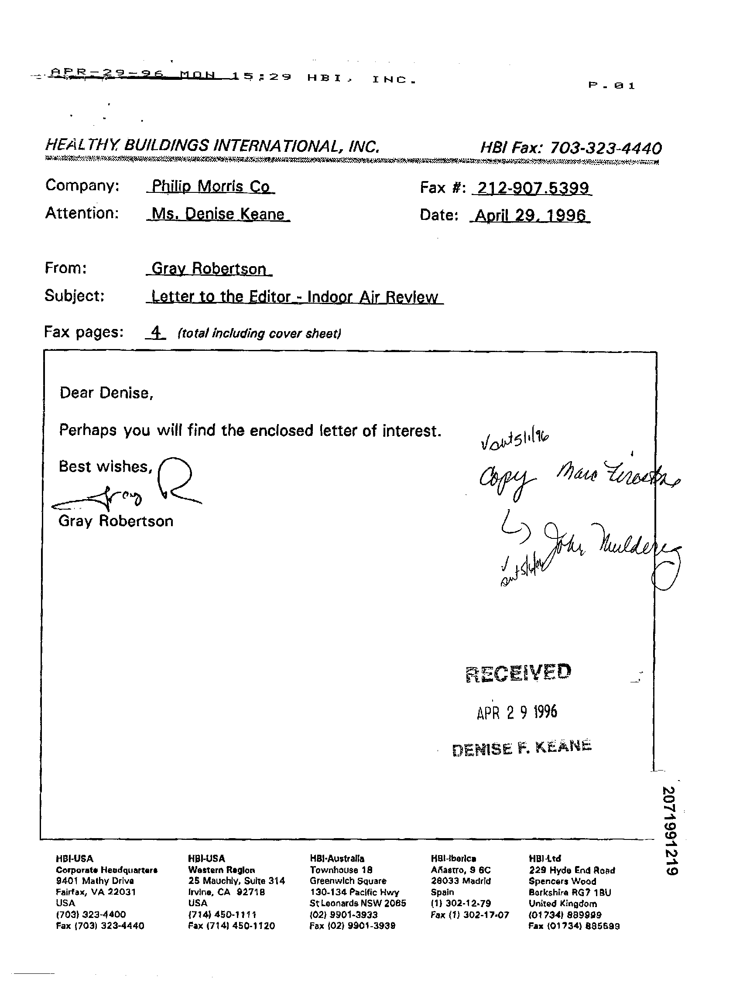 APR-29-96 MON 15:29 HBI, INC. P.01
HEALTHY BUILDINGS INTERNATIONAL, INC. HBI Fax: 703-323-4440
Company: Philip Morris Co Fax #: 212-907.5399
Attention: Ms. Denise Keane Date: April 29, 1996
From: Gray Robertson
Subject: Letter to the Editor - Indoor Air Review
Fax pages: 4 (total including cover sheet)
Dear Denise,
Perhaps you will find the enclosed letter of interest.
Best wishes,
Gray Robertson
√ out 5/1/96
Copy Marc
↳ John Mulderig
√ out
RECEIVED
APR 29 1996
DENISE F. KEANE
2071991219
HBI-USA
Corporate Headquarters
9401 Mathy Drive
Fairfax, VA 22031
USA
(703) 323-4400
Fax (703) 323-4440
HBI-USA
Western Region
25 Mauchly, Suite 314
Irvine, CA 92718
USA
(714) 450-1111
Fax (714) 450-1120
HBI-Australia
Townhouse 18
Greenwich Square
130-134 Pacific Hwy
St Leonards NSW 2065
(02) 9901-3933
Fax (02) 9901-3939
HBI-Iberica
Añastro, 9 6C
28033 Madrid
Spain
(1) 302-12-79
Fax (1) 302-17-07
HBI-Ltd
229 Hyde End Road
Spencers Wood
Berkshire RG7 1BU
United Kingdom
(01734) 889999
Fax (01734) 885593